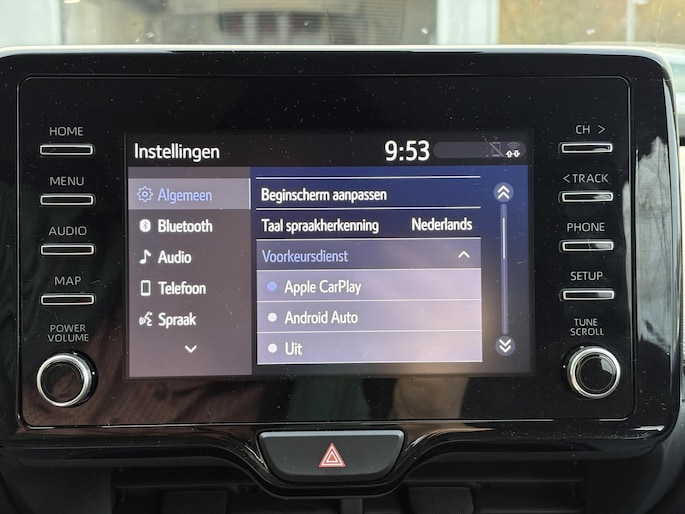 HOME
MENU
AUDIO
MAP
POWER
VOLUME
Instellingen
9:53
Algemeen
Bluetooth
Audio
Telefoon
Spraak
Beginscherm aanpassen
Taal spraakherkenning Nederlands
Voorkeursdienst
Apple CarPlay
Android Auto
Uit
CH >
< TRACK
PHONE
SETUP
TUNE
SCROLL